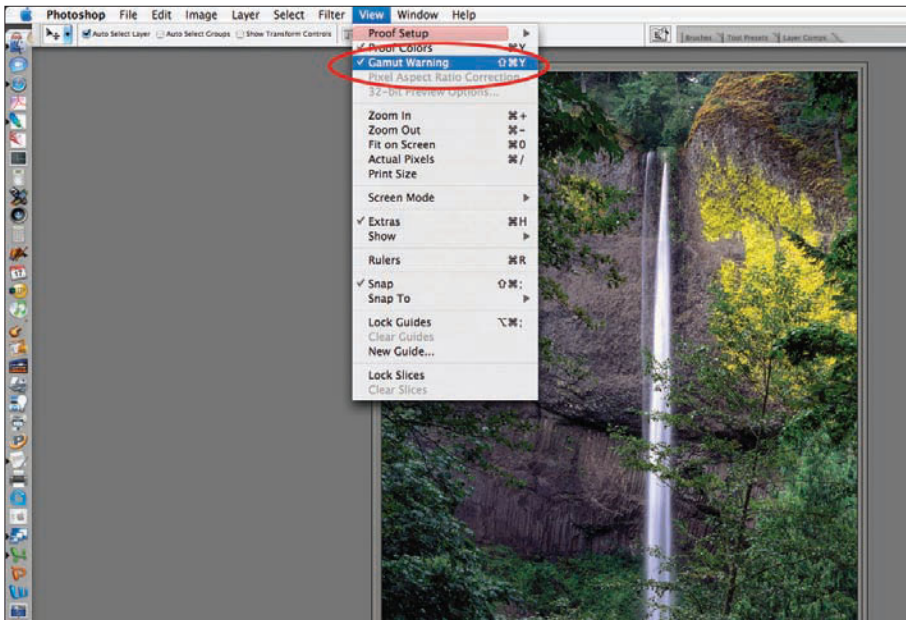 Photoshop File Edit Image Layer Select Filter View Window Help
Auto Select Layer Auto Select Groups Show Transform Controls
Brushes Tool Presets Layer Comps
Proof Setup
✓ Proof Colors ⌘Y
✓ Gamut Warning ⇧⌘Y
Pixel Aspect Ratio Correction
32-bit Preview Options...
Zoom In ⌘+
Zoom Out ⌘-
Fit on Screen ⌘0
Actual Pixels ⌘/
Print Size
Screen Mode
✓ Extras ⌘H
Show
Rulers ⌘R
✓ Snap ⇧⌘;
Snap To
Lock Guides ⌥⌘;
Clear Guides
New Guide...
Lock Slices
Clear Slices
17